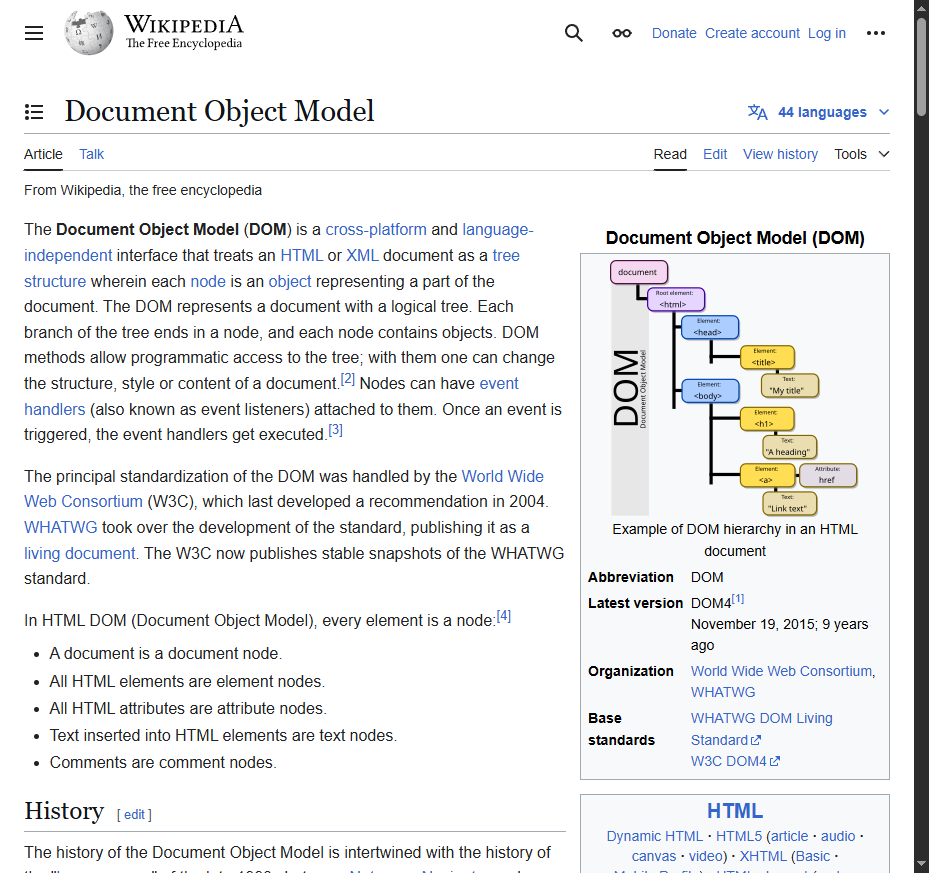 WIKIPEDIA
The Free Encyclopedia
Donate Create account Log in
Document Object Model
44 languages
Article Talk
Read Edit View history Tools
From Wikipedia, the free encyclopedia
The Document Object Model (DOM) is a cross-platform and language-
independent interface that treats an HTML or XML document as a tree
structure wherein each node is an object representing a part of the
document. The DOM represents a document with a logical tree. Each
branch of the tree ends in a node, and each node contains objects. DOM
methods allow programmatic access to the tree; with them one can change
the structure, style or content of a document.[2] Nodes can have event
handlers (also known as event listeners) attached to them. Once an event is
triggered, the event handlers get executed.[3]
The principal standardization of the DOM was handled by the World Wide
Web Consortium (W3C), which last developed a recommendation in 2004.
WHATWG took over the development of the standard, publishing it as a
living document. The W3C now publishes stable snapshots of the WHATWG
standard.
In HTML DOM (Document Object Model), every element is a node:[4]
• A document is a document node.
• All HTML elements are element nodes.
• All HTML attributes are attribute nodes.
• Text inserted into HTML elements are text nodes.
• Comments are comment nodes.
History [ edit ]
The history of the Document Object Model is intertwined with the history of
Document Object Model (DOM)
document
Root element:
<html>
Element:
<head>
Element:
<title>
Text:
"My title"
Element:
<body>
Element:
<h1>
Text:
"A heading"
Element:
<a>
Attribute:
href
Text:
"Link text"
DOM
Document Object Model
Example of DOM hierarchy in an HTML
document
Abbreviation DOM
Latest version DOM4[1]
November 19, 2015; 9 years
ago
Organization World Wide Web Consortium,
WHATWG
Base
standards
WHATWG DOM Living
Standard
W3C DOM4
HTML
Dynamic HTML · HTML5 (article · audio ·
canvas · video) · XHTML (Basic ·